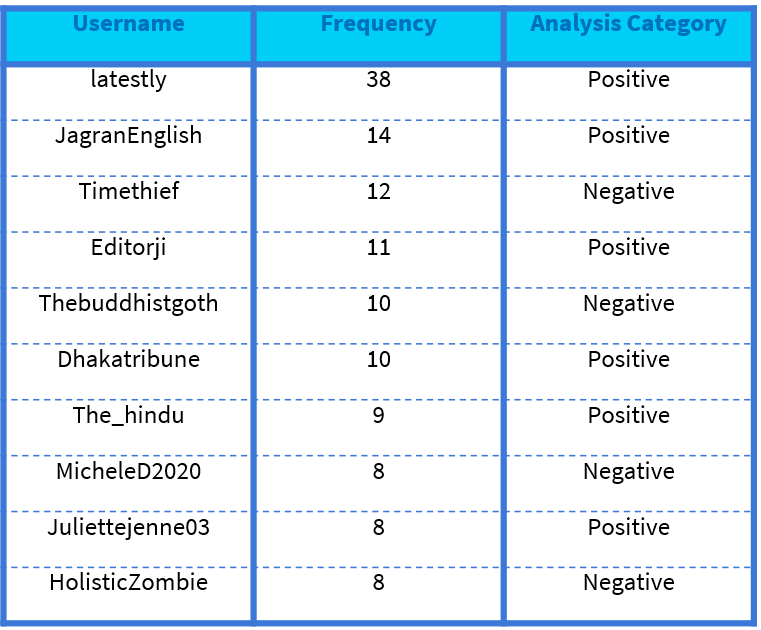 Username Frequency Analysis Category
latestly 38 Positive
JagranEnglish 14 Positive
Timethief 12 Negative
Editorji 11 Positive
Thebuddhistgoth 10 Negative
Dhakatribune 10 Positive
The_hindu 9 Positive
MicheleD2020 8 Negative
Juliettejenne03 8 Positive
HolisticZombie 8 Negative